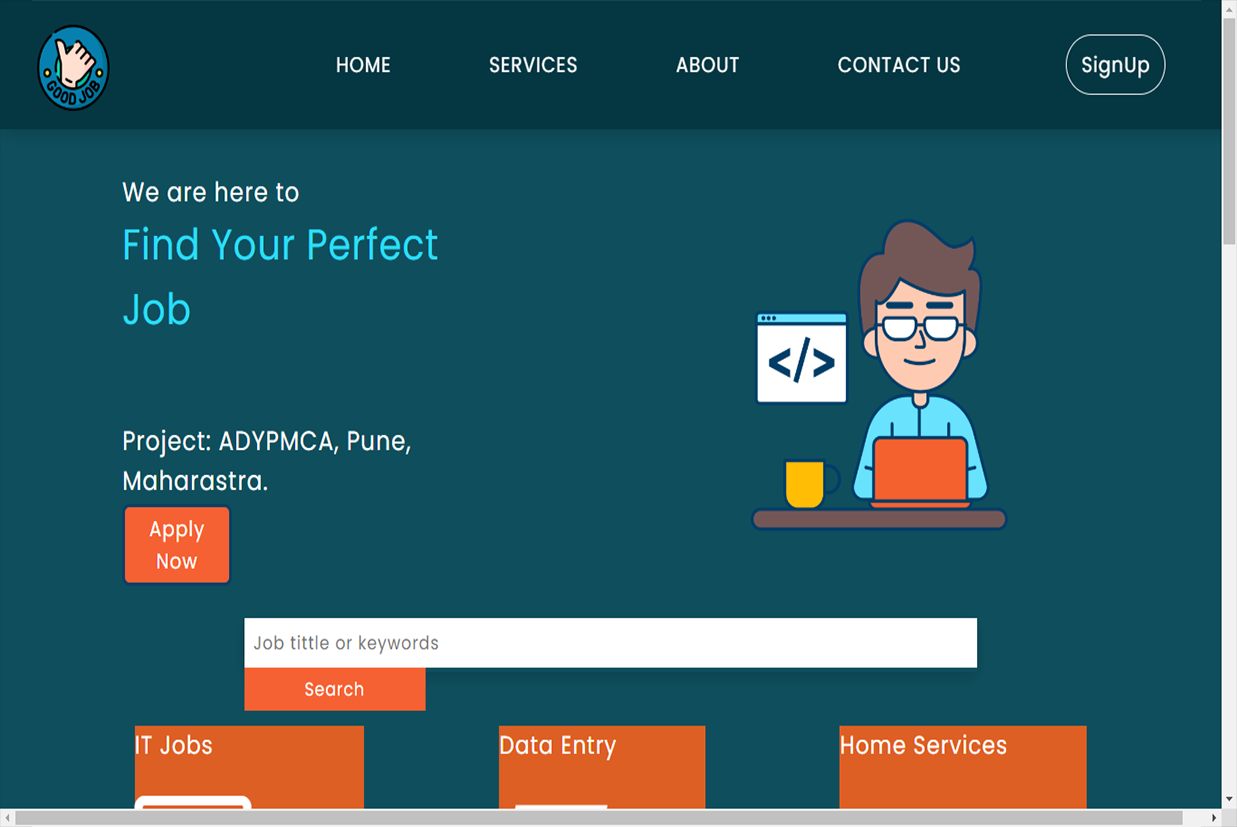 GOOD JOB
HOME
SERVICES
ABOUT
CONTACT US
SignUp
We are here to
Find Your Perfect
Job
</>
Project: ADYPMCA, Pune,
Maharastra.
Apply
Now
Job tittle or keywords
Search
IT Jobs
Data Entry
Home Services